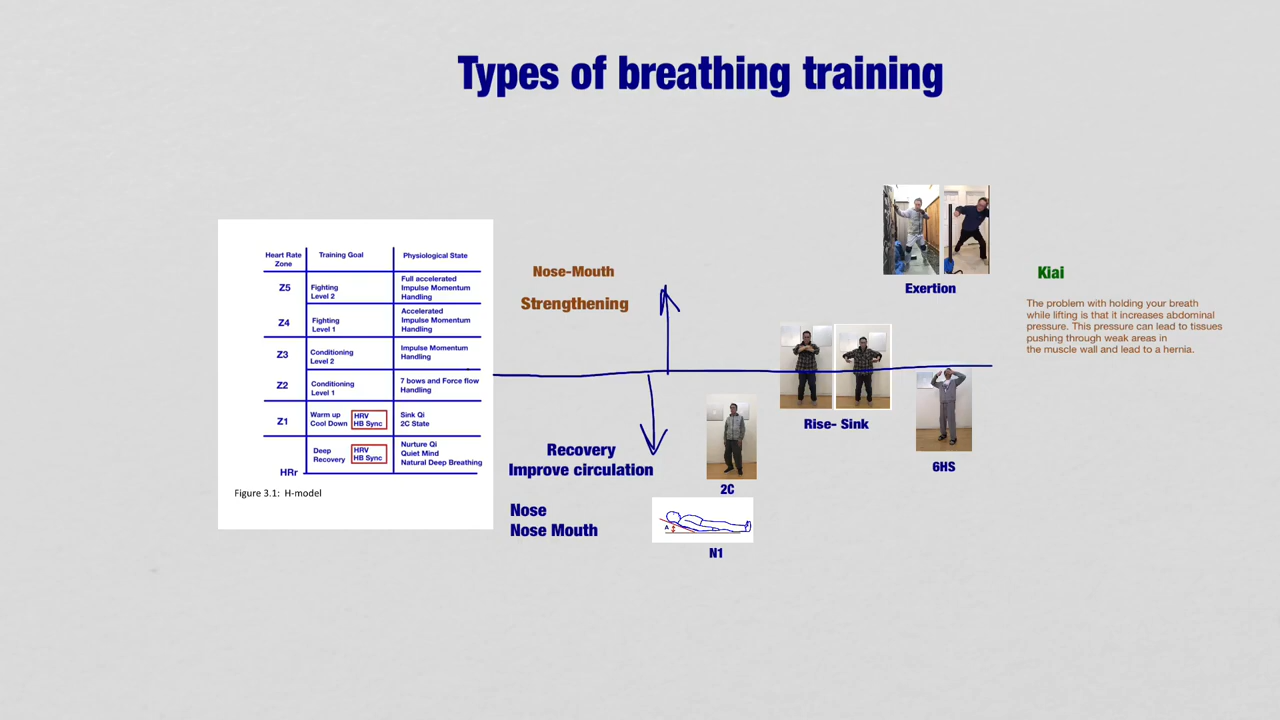 Types of breathing training
Heart Rate
Zone
Training Goal
Physiological State
Z5
Fighting
Level 2
Full accelerated
Impulse Momentum
Handling
Z4
Fighting
Level 1
Accelerated
Impulse Momentum
Handling
Z3
Conditioning
Level 2
Impulse Momentum
Handling
Z2
Conditioning
Level 1
7 bows and Force flow
Handling
Z1
Warm up
Cool Down
HRV
HB Sync
Sink Qi
2C State
HRr
Deep
Recovery
HRV
HB Sync
Nurture Qi
Quiet Mind
Natural Deep Breathing
Figure 3.1: H-model
Nose-Mouth
Strengthening
Recovery
Improve circulation
Nose
Nose Mouth
2C
A
N1
Rise- Sink
6HS
Exertion
Kiai
The problem with holding your breath
while lifting is that it increases abdominal
pressure. This pressure can lead to tissues
pushing through weak areas in
the muscle wall and lead to a hernia.